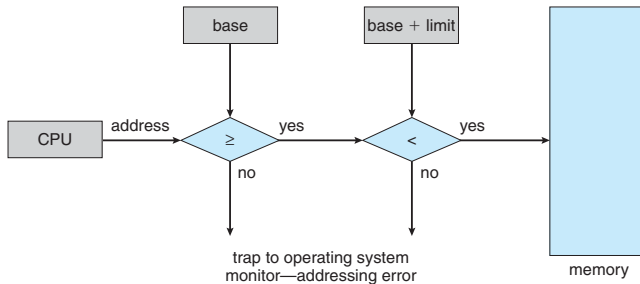 base
base + limit
CPU
address
≥
yes
<
yes
no
no
trap to operating system
monitor—addressing error
memory